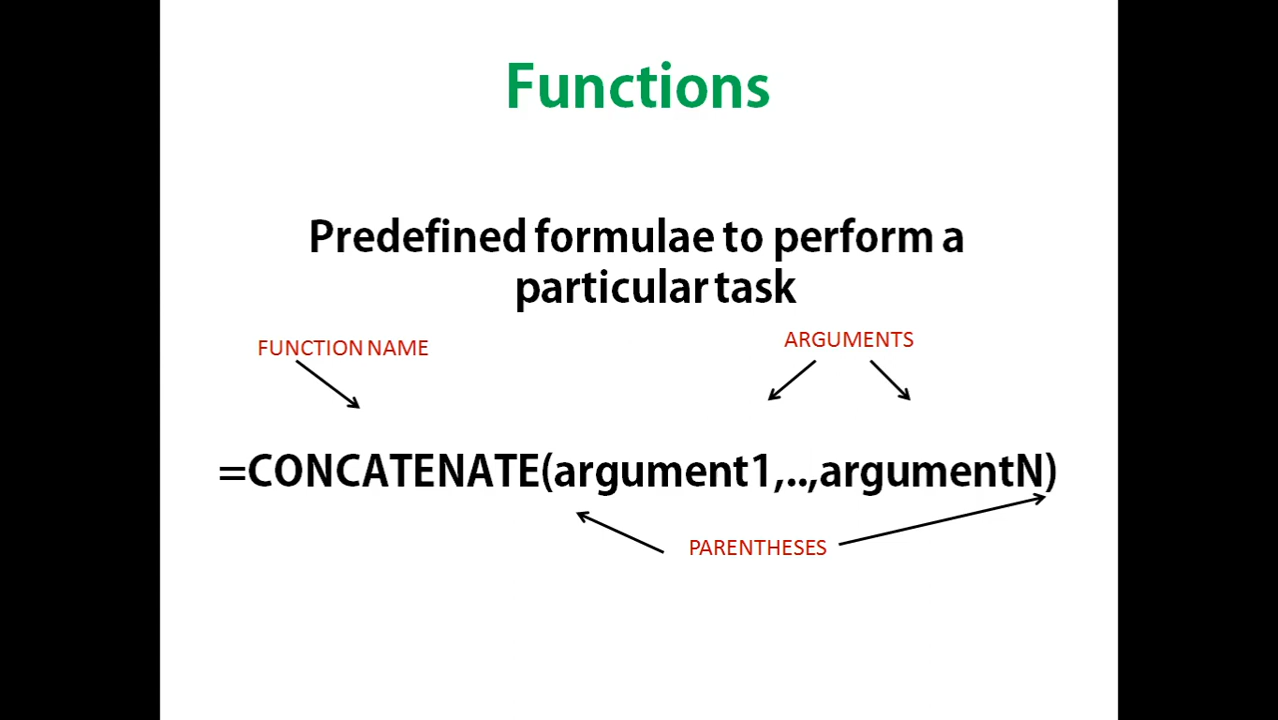 Functions
Predefined formulae to perform a
particular task
FUNCTION NAME
ARGUMENTS
=CONCATENATE(argument1,..,argumentN)
PARENTHESES